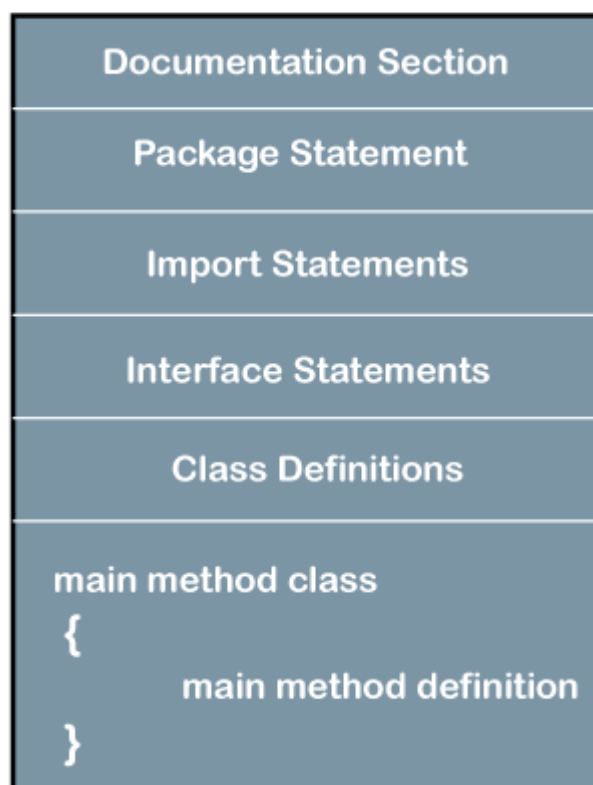 Documentation Section
Package Statement
Import Statements
Interface Statements
Class Definitions
main method class
{
main method definition
}